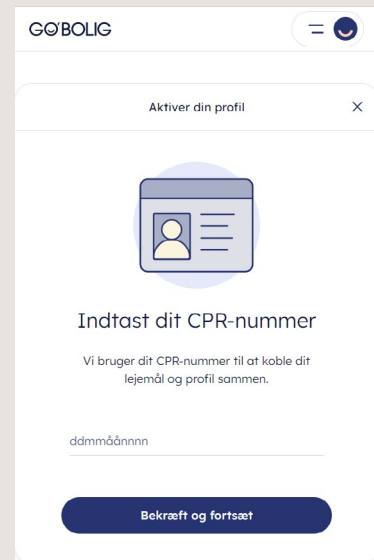 GO'BOLIG
Aktiver din profil
Indtast dit CPR-nummer
Vi bruger dit CPR-nummer til at koble dit
lejemål og profil sammen.
ddmmåånnnn
Bekræft og fortsæt